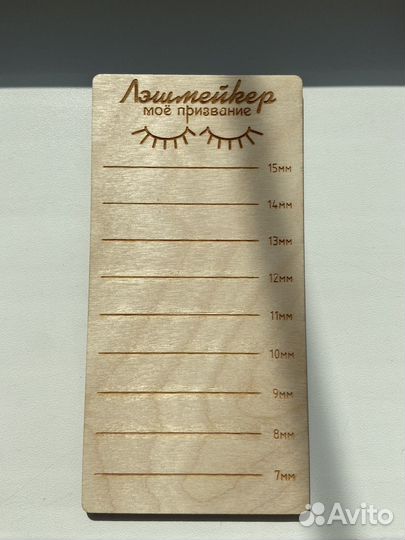 Лэшмейкер
моё призвание
15мм
14мм
13мм
12мм
11мм
10мм
9мм
8мм
7мм
Avito